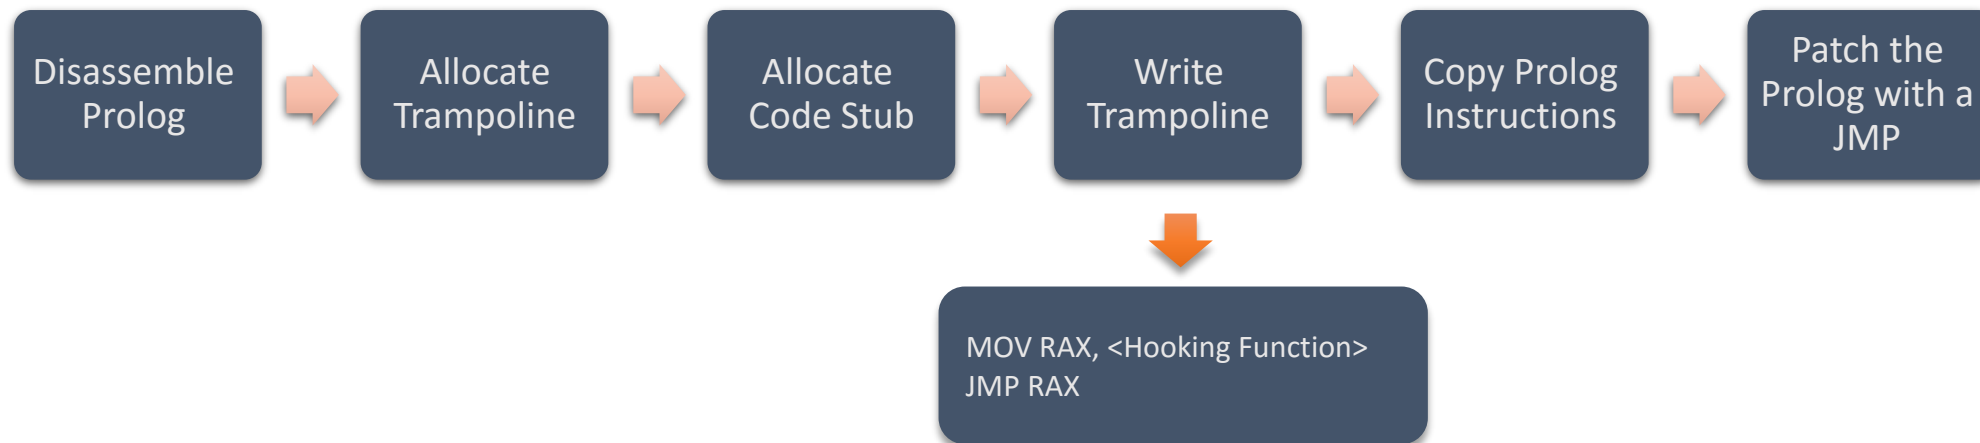 Disassemble
Prolog
Allocate
Trampoline
Allocate
Code Stub
Write
Trampoline
Copy Prolog
Instructions
Patch the
Prolog with a
JMP
MOV RAX, <Hooking Function>
JMP RAX